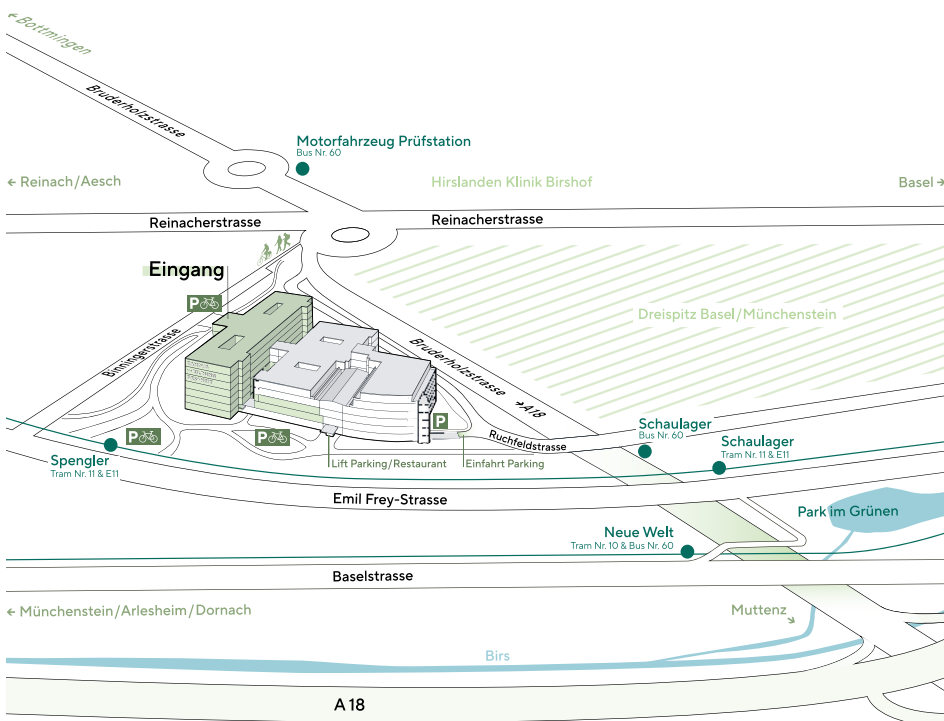 ← Bottmingen
Bruderholzstrasse
Motorfahrzeug Prüfstation
Bus Nr. 60
← Reinach/Aesch
Hirslanden Klinik Birshof
Basel →
Reinacherstrasse
Reinacherstrasse
Eingang
P
Dreispitz Basel/Münchenstein
Binningerstrasse
Bruderholzstrasse
→A18
P
Ruchfeldstrasse
Schaulager
Bus Nr. 60
Schaulager
Tram Nr. 11 & E11
P
P
Spengler
Tram Nr. 11 & E11
Lift Parking/Restaurant
Einfahrt Parking
Emil Frey-Strasse
Park im Grünen
Neue Welt
Tram Nr. 10 & Bus Nr. 60
Baselstrasse
← Münchenstein/Arlesheim/Dornach
Muttenz
Birs
A 18